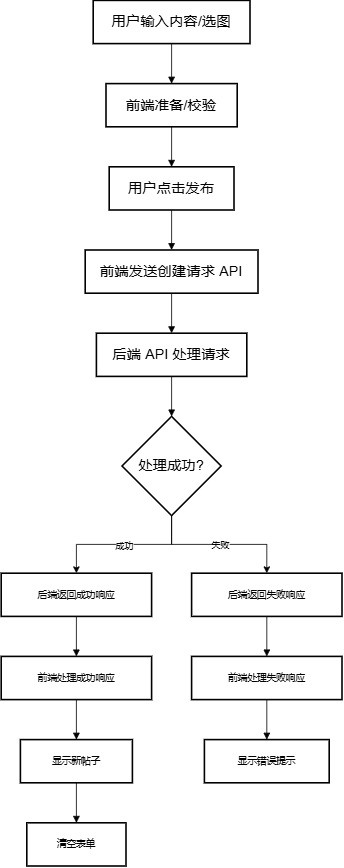 用户输入内容/选图
前端准备/校验
用户点击发布
前端发送创建请求 API
后端 API 处理请求
处理成功?
成功
失败
后端返回成功响应
后端返回失败响应
前端处理成功响应
前端处理失败响应
显示新帖子
显示错误提示
清空表单